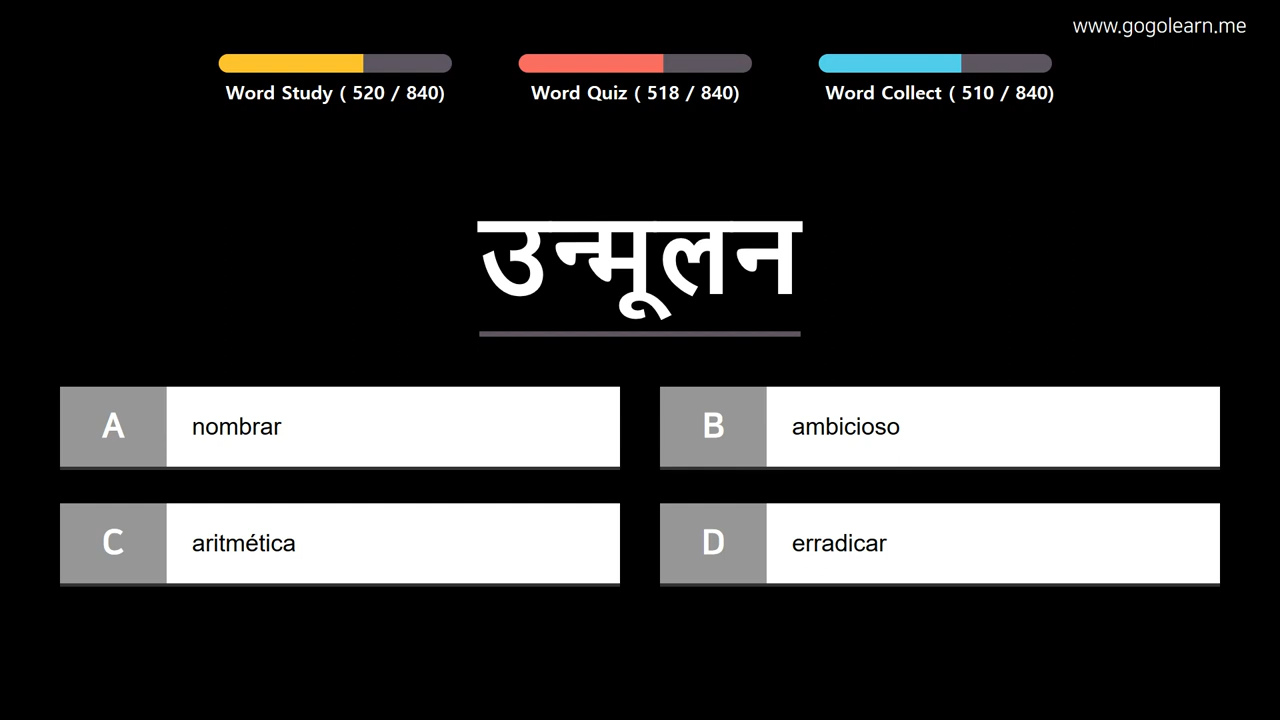 www.gogolearn.me
Word Study ( 520 / 840)
Word Quiz ( 518 / 840)
Word Collect ( 510 / 840)
उन्मूलन
A
nombrar
B
ambicioso
C
aritmética
D
erradicar